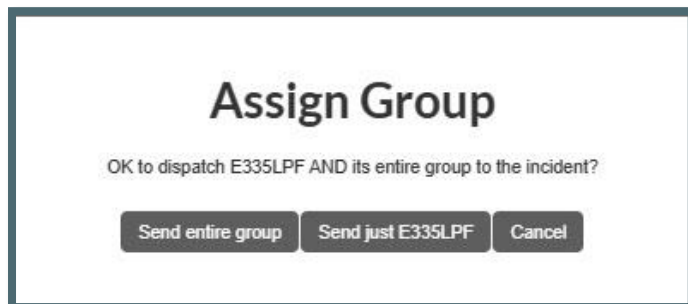 Assign Group
OK to dispatch E335LPF AND its entire group to the incident?
Send entire group
Send just E335LPF
Cancel